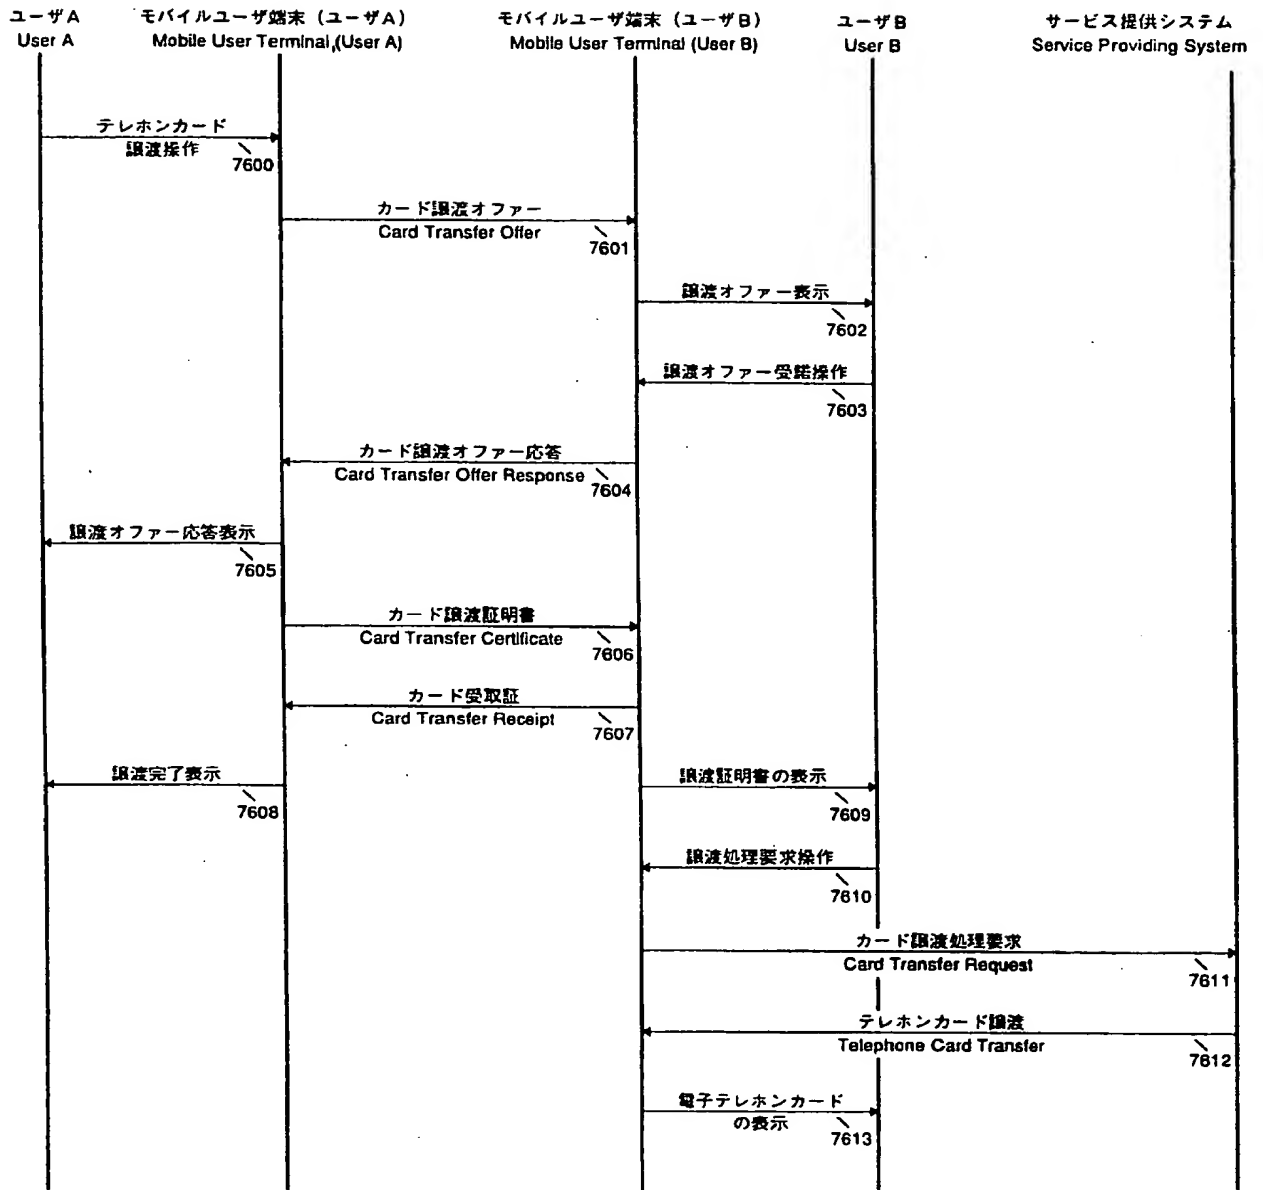 ユーザA
User A
モバイルユーザ端末（ユーザA）
Mobile User Terminal (User A)
モバイルユーザ端末（ユーザB）
Mobile User Terminal (User B)
ユーザB
User B
サービス提供システム
Service Providing System
テレホンカード
譲渡操作
7600
カード譲渡オファー
Card Transfer Offer
7601
譲渡オファー表示
7602
譲渡オファー受諾操作
7603
カード譲渡オファー応答
Card Transfer Offer Response
7604
譲渡オファー応答表示
7605
カード譲渡証明書
Card Transfer Certificate
7606
カード受取証
Card Transfer Receipt
7607
譲渡完了表示
7608
譲渡証明書の表示
7609
譲渡処理要求操作
7610
カード譲渡処理要求
Card Transfer Request
7611
テレホンカード譲渡
Telephone Card Transfer
7612
電子テレホンカード
の表示
7613